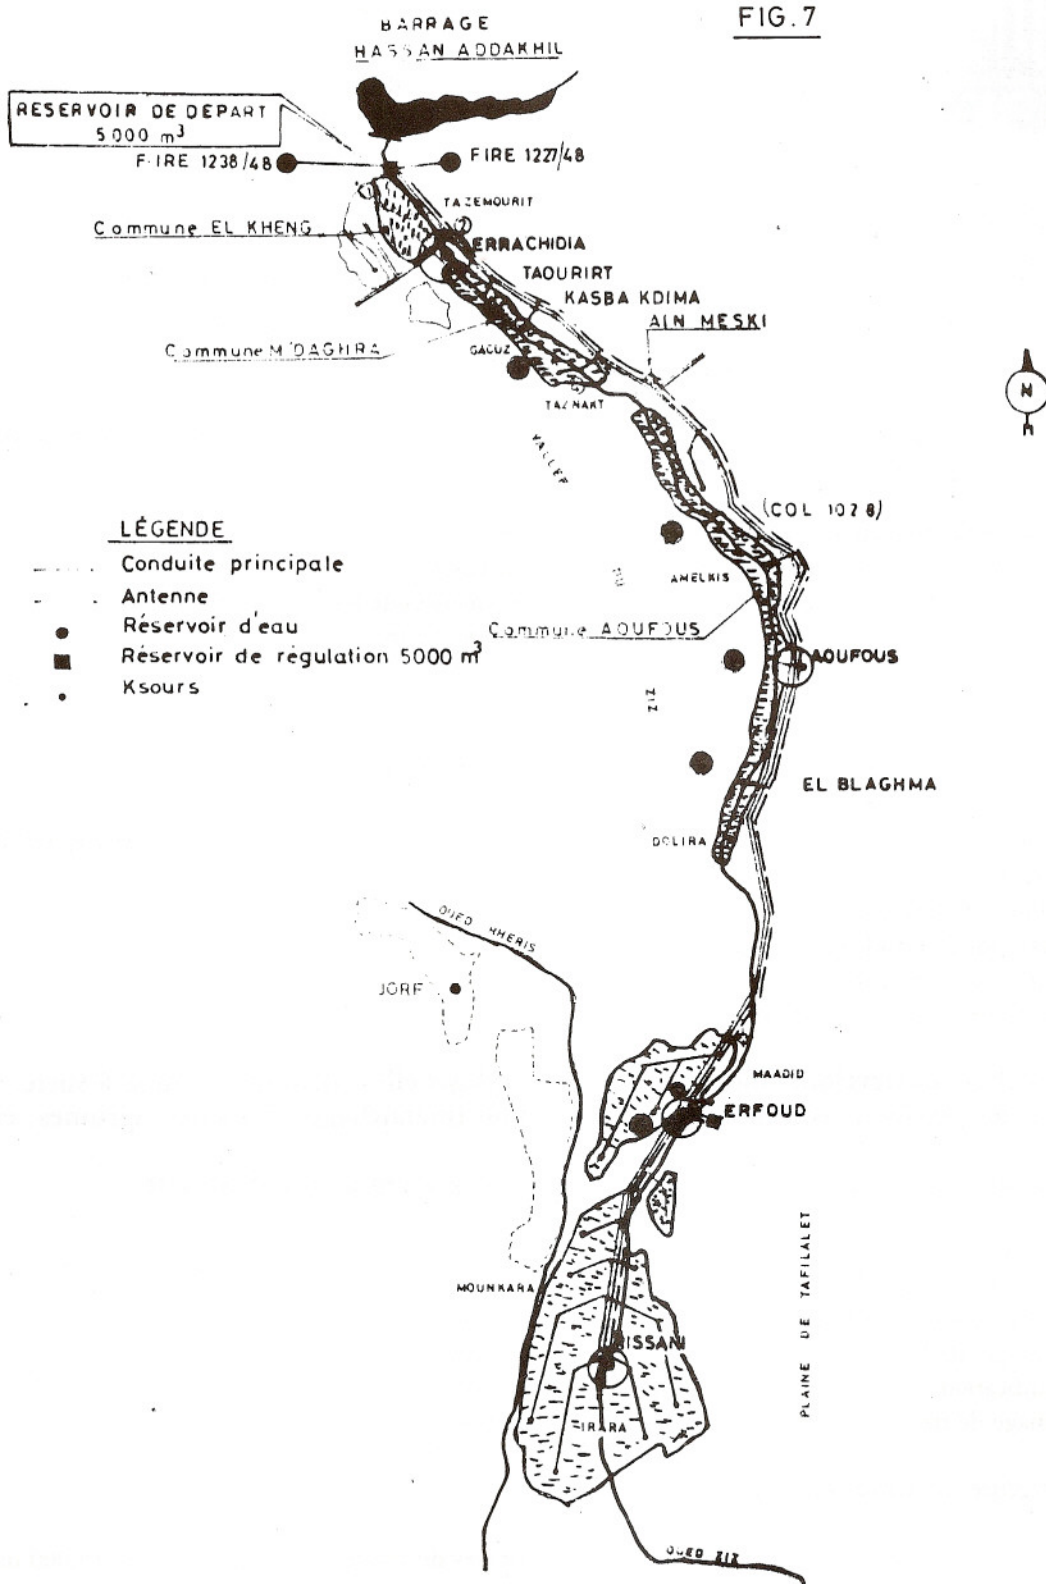 FIG. 7
BARRAGE
HASSAN ADDAKHIL
RESERVOIR DE DEPART
5000 m³
F·IRE 1238/48
FIRE 1227/48
TAZEMOURIT
Commune EL KHENG
ERRACHIDIA
TAOURIRT
KASBA KDIMA
AIN MESKI
Commune M'DAGHRA
GAOUZ
TAZNAKT
N
VALLEE
(COL 1028)
LÉGENDE
Conduite principale
Antenne
Réservoir d'eau
Réservoir de régulation 5000 m³
Ksours
AMELKIS
DU
Commune AOUFOUS
AOUFOUS
ZIZ
EL BLAGHMA
DOUIRA
OUED RHERIS
JORF
MAADID
ERFOUD
PLAINE DE TAFILALET
MOUNKARA
RISSANI
IRARA
OUED ZIZ